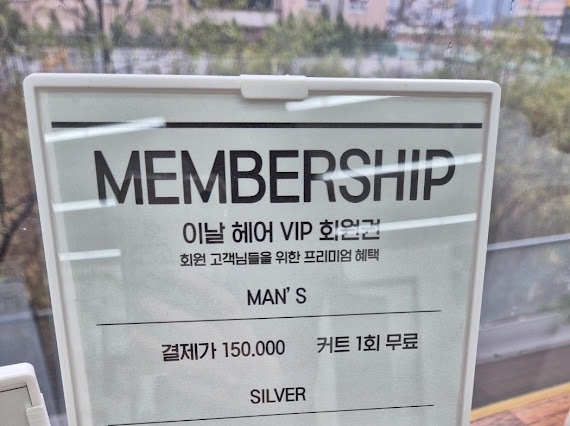 MEMBERSHIP
이날 헤어 VIP 회원권
회원 고객님들을 위한 프리미엄 혜택
MAN'S
결제가 150.000 커트 1회 무료
SILVER